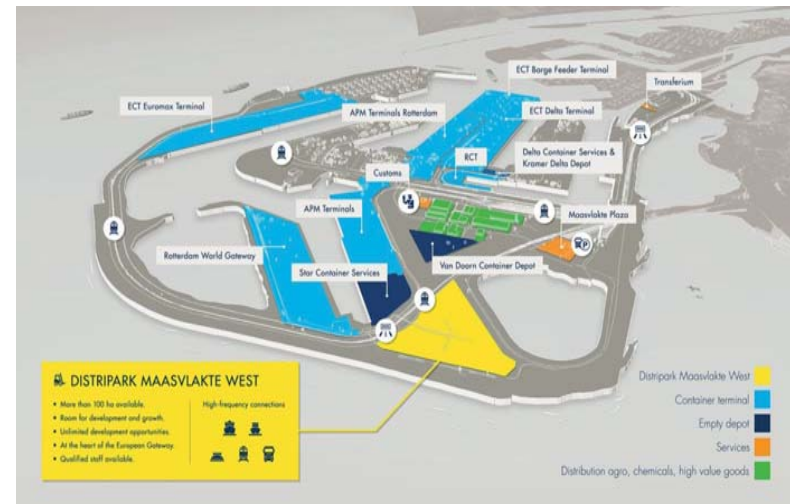 ECT Barge Feeder Terminal
Transferium
ECT Euromax Terminal
APM Terminals Rotterdam
ECT Delta Terminal
RCT
Delta Container Services &
Kramer Delta Depot
Customs
APM Terminals
Maasvlakte Plaza
Rotterdam World Gateway
Star Container Services
Van Doorn Container Depot
P
DISTRIPARK MAASVLAKTE WEST
• More than 100 ha available.
• Room for development and growth.
• Unlimited development opportunities.
• At the heart of the European Gateway.
• Qualified staff available.
High-frequency connections
Distripark Maasvlakte West
Container terminal
Empty depot
Services
Distribution agro, chemicals, high value goods